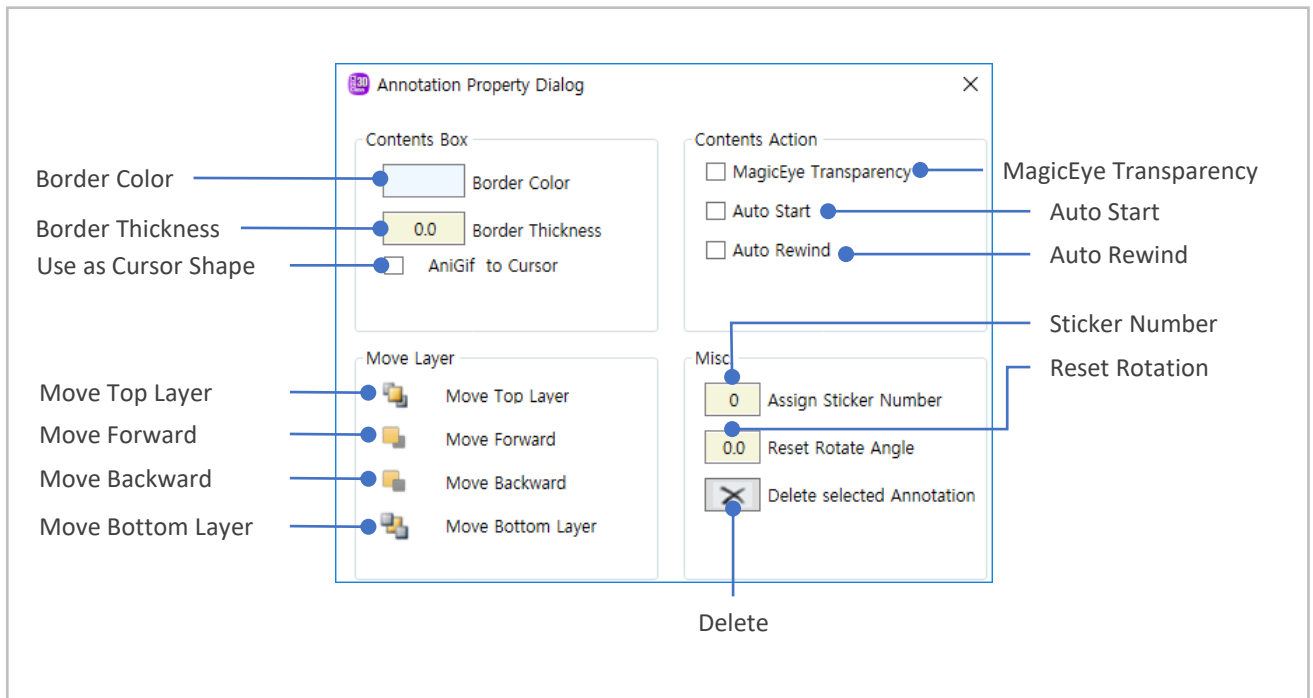 3D
Annotation Property Dialog
Contents Box
Border Color
Border Color
Border Thickness
0.0
Border Thickness
Use as Cursor Shape
AniGif to Cursor
Contents Action
MagicEye Transparency
MagicEye Transparency
Auto Start
Auto Start
Auto Rewind
Auto Rewind
Move Layer
Move Top Layer
Move Top Layer
Move Forward
Move Forward
Move Backward
Move Backward
Move Bottom Layer
Move Bottom Layer
Sticker Number
Reset Rotation
Misc
0 Assign Sticker Number
0.0 Reset Rotate Angle
Delete selected Annotation
Delete